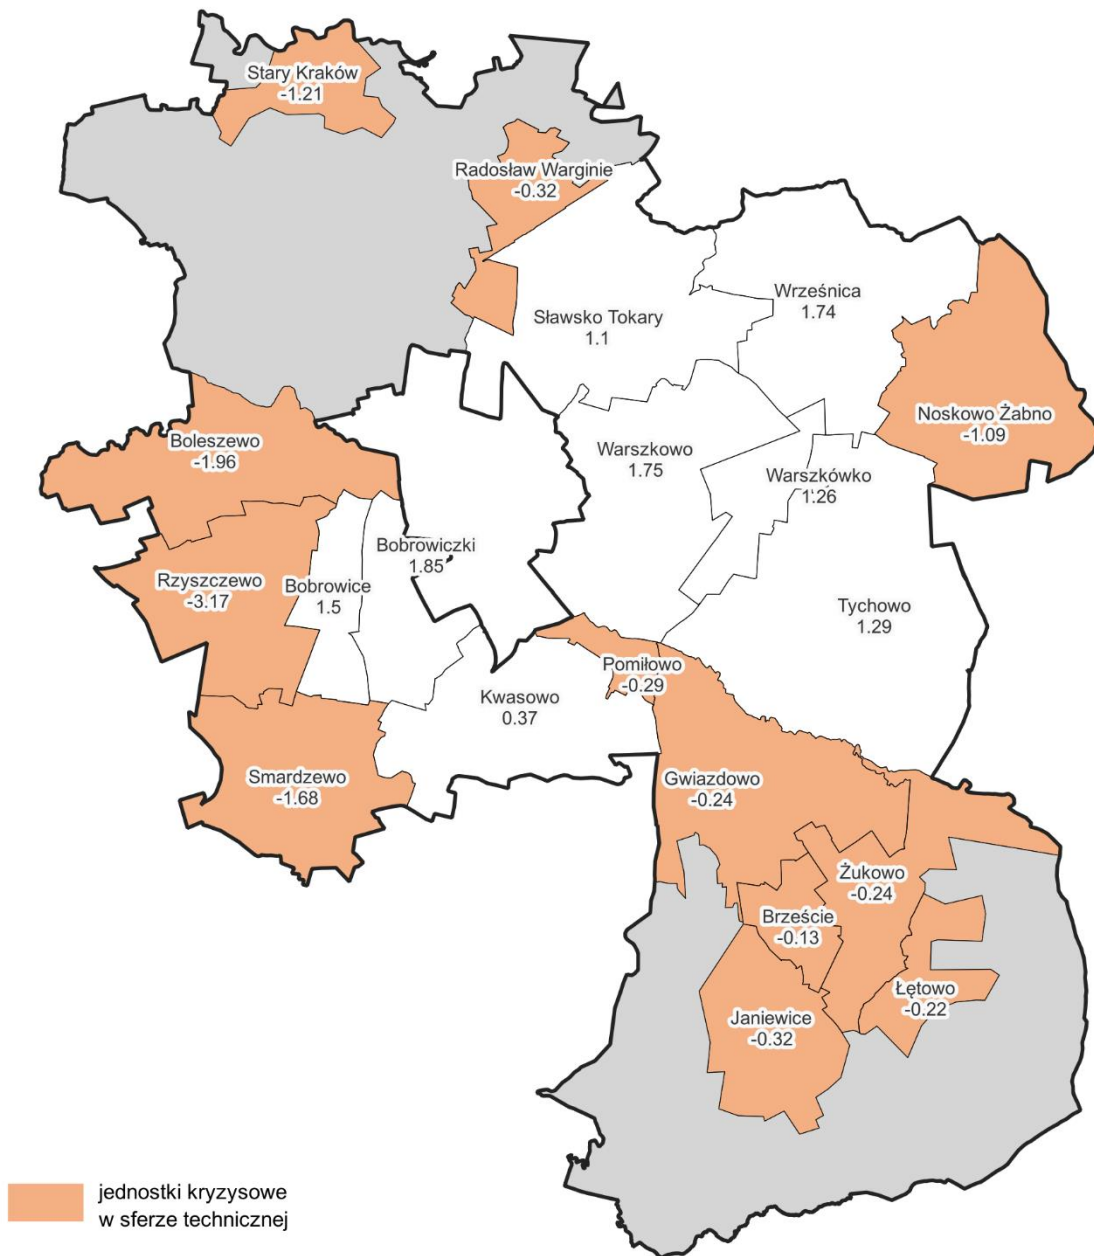 Stary Kraków
-1.21
Radosław Warginie
-0.32
Wrześnica
1.74
Sławsko Tokary
1.1
Noskowo Żabno
-1.09
Boleszewo
-1.96
Warszkowo
1.75
Warszkówko
1.26
Bobrowiczki
1.85
Rzyszczewo
-3.17
Bobrowice
1.5
Tychowo
1.29
Pomiłowo
-0.29
Kwasowo
0.37
Smardzewo
-1.68
Gwiazdowo
-0.24
Żukowo
-0.24
Brzeście
-0.13
Łętowo
-0.22
Janiewice
-0.32
jednostki kryzysowe
w sferze technicznej